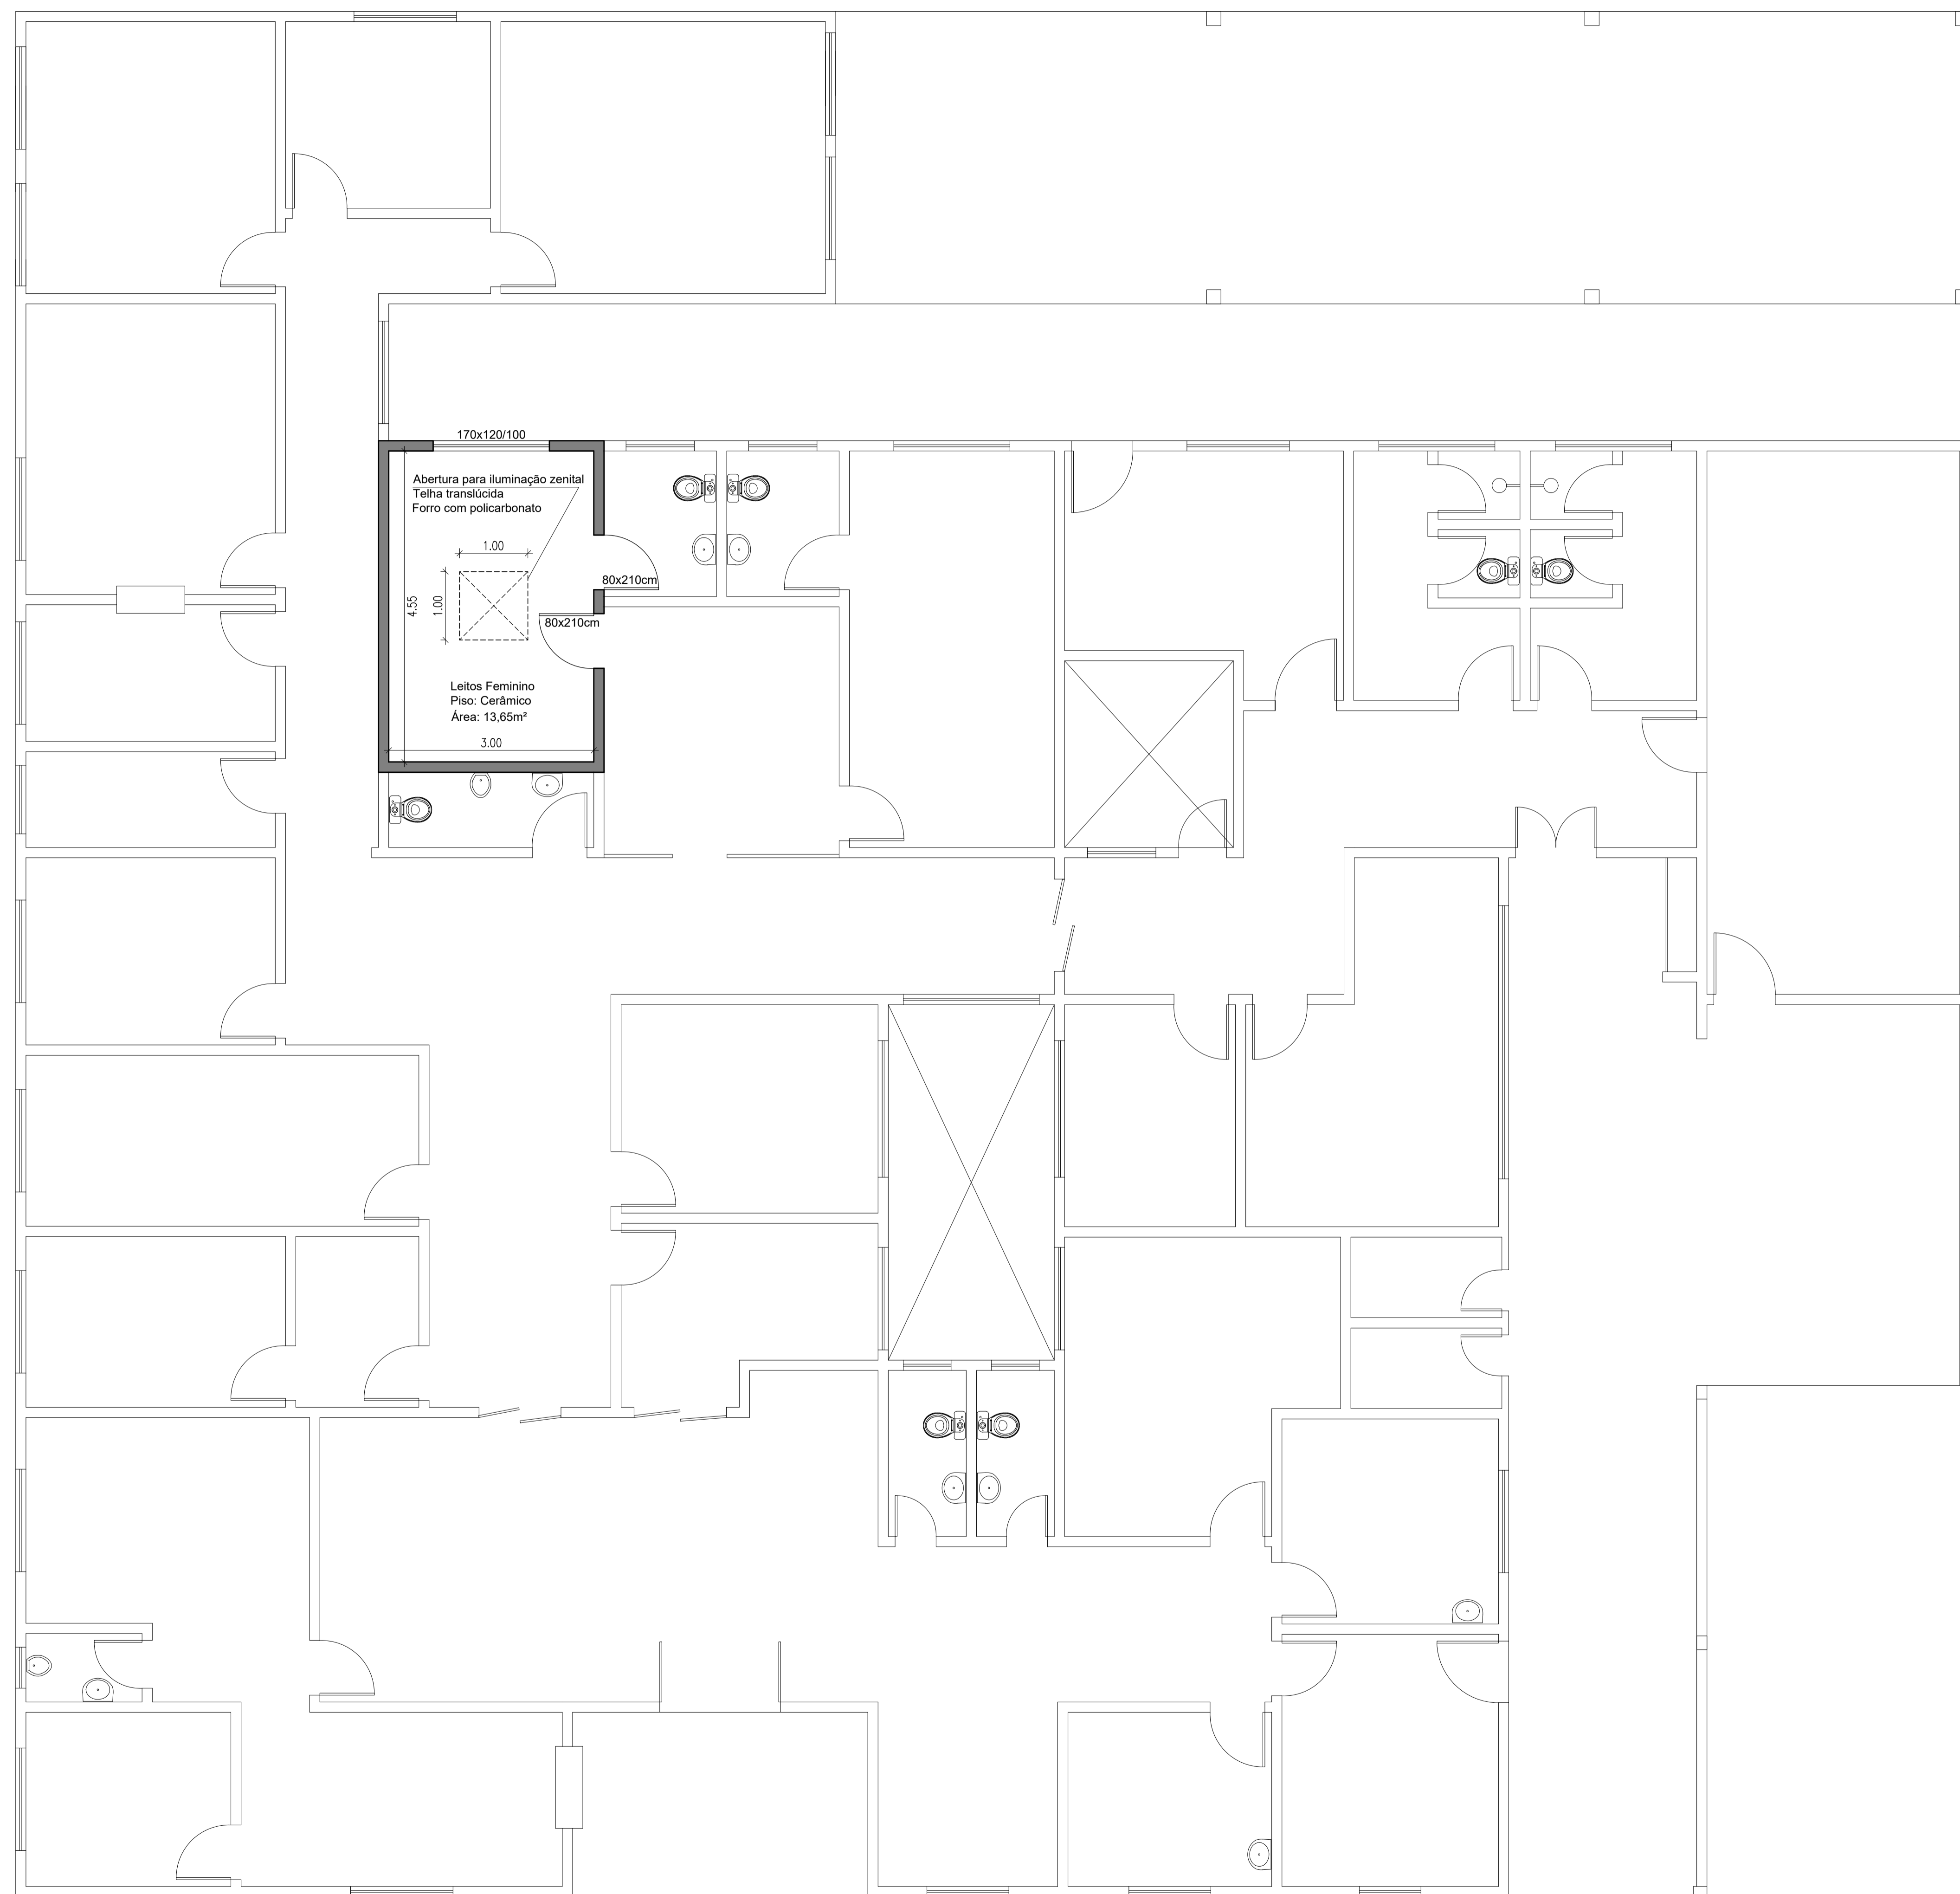 170x120/100
Abertura para iluminação zenital
Telha translúcida
Forro com policarbonato
1.00
80x210cm
4.55
1.00
80x210cm
Leitos Feminino
Piso: Cerâmico
Área: 13,65m²
3.00